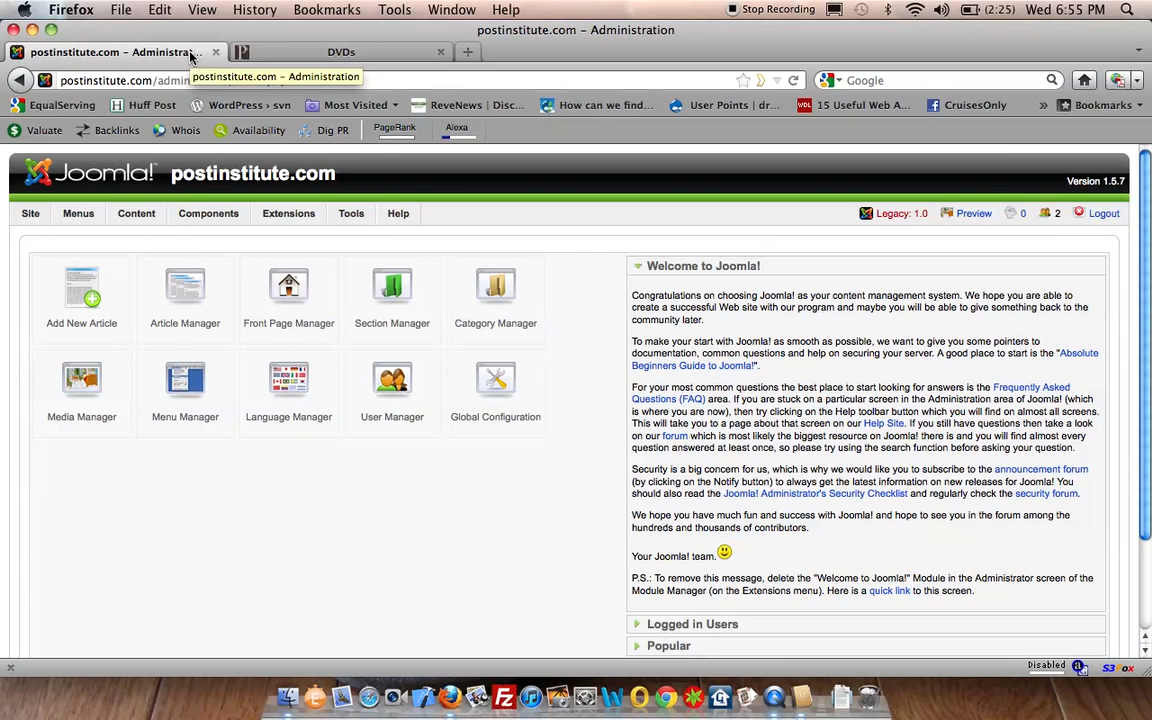 Firefox File Edit View History Bookmarks Tools Window Help Stop Recording (2:25) Wed 6:55 PM
postinstitute.com – Administration
postinstitute.com – Administra... DVDs
postinstitute.com/admin Google
postinstitute.com – Administration
EqualServing Huff Post WordPress › svn Most Visited ReveNews | Disc... How can we find... User Points | dr... 15 Useful Web A... CruisesOnly » Bookmarks
Valuate Backlinks Whois Availability Dig PR PageRank Alexa
Joomla! postinstitute.com
Version 1.5.7
Site Menus Content Components Extensions Tools Help Legacy: 1.0 Preview 0 2 Logout
Add New Article Article Manager Front Page Manager Section Manager Category Manager
Media Manager Menu Manager Language Manager User Manager Global Configuration
Welcome to Joomla!
Congratulations on choosing Joomla! as your content management system. We hope you are able to
create a successful Web site with our program and maybe you will be able to give something back to the
community later.
To make your start with Joomla! as smooth as possible, we want to give you some pointers to
documentation, common questions and help on securing your server. A good place to start is the "Absolute
Beginners Guide to Joomla!".
For your most common questions the best place to start looking for answers is the Frequently Asked
Questions (FAQ) area. If you are stuck on a particular screen in the Administration area of Joomla! (which
is where you are now), then try clicking on the Help toolbar button which you will find on almost all screens.
This will take you to a page about that screen on our Help Site. If you still have questions then take a look
on our forum which is most likely the biggest resource on Joomla! there is and you will find almost every
question answered at least once, so please try using the search function before asking your question.
Security is a big concern for us, which is why we would like you to subscribe to the announcement forum
(by clicking on the Notify button) to always get the latest information on new releases for Joomla! You
should also read the Joomla! Administrator's Security Checklist and regularly check the security forum.
We hope you have much fun and success with Joomla! and hope to see you in the forum among the
hundreds and thousands of contributors.
Your Joomla! team.
P.S.: To remove this message, delete the "Welcome to Joomla!" Module in the Administrator screen of the
Module Manager (on the Extensions menu). Here is a quick link to this screen.
Logged in Users
Popular
Disabled S3Fox